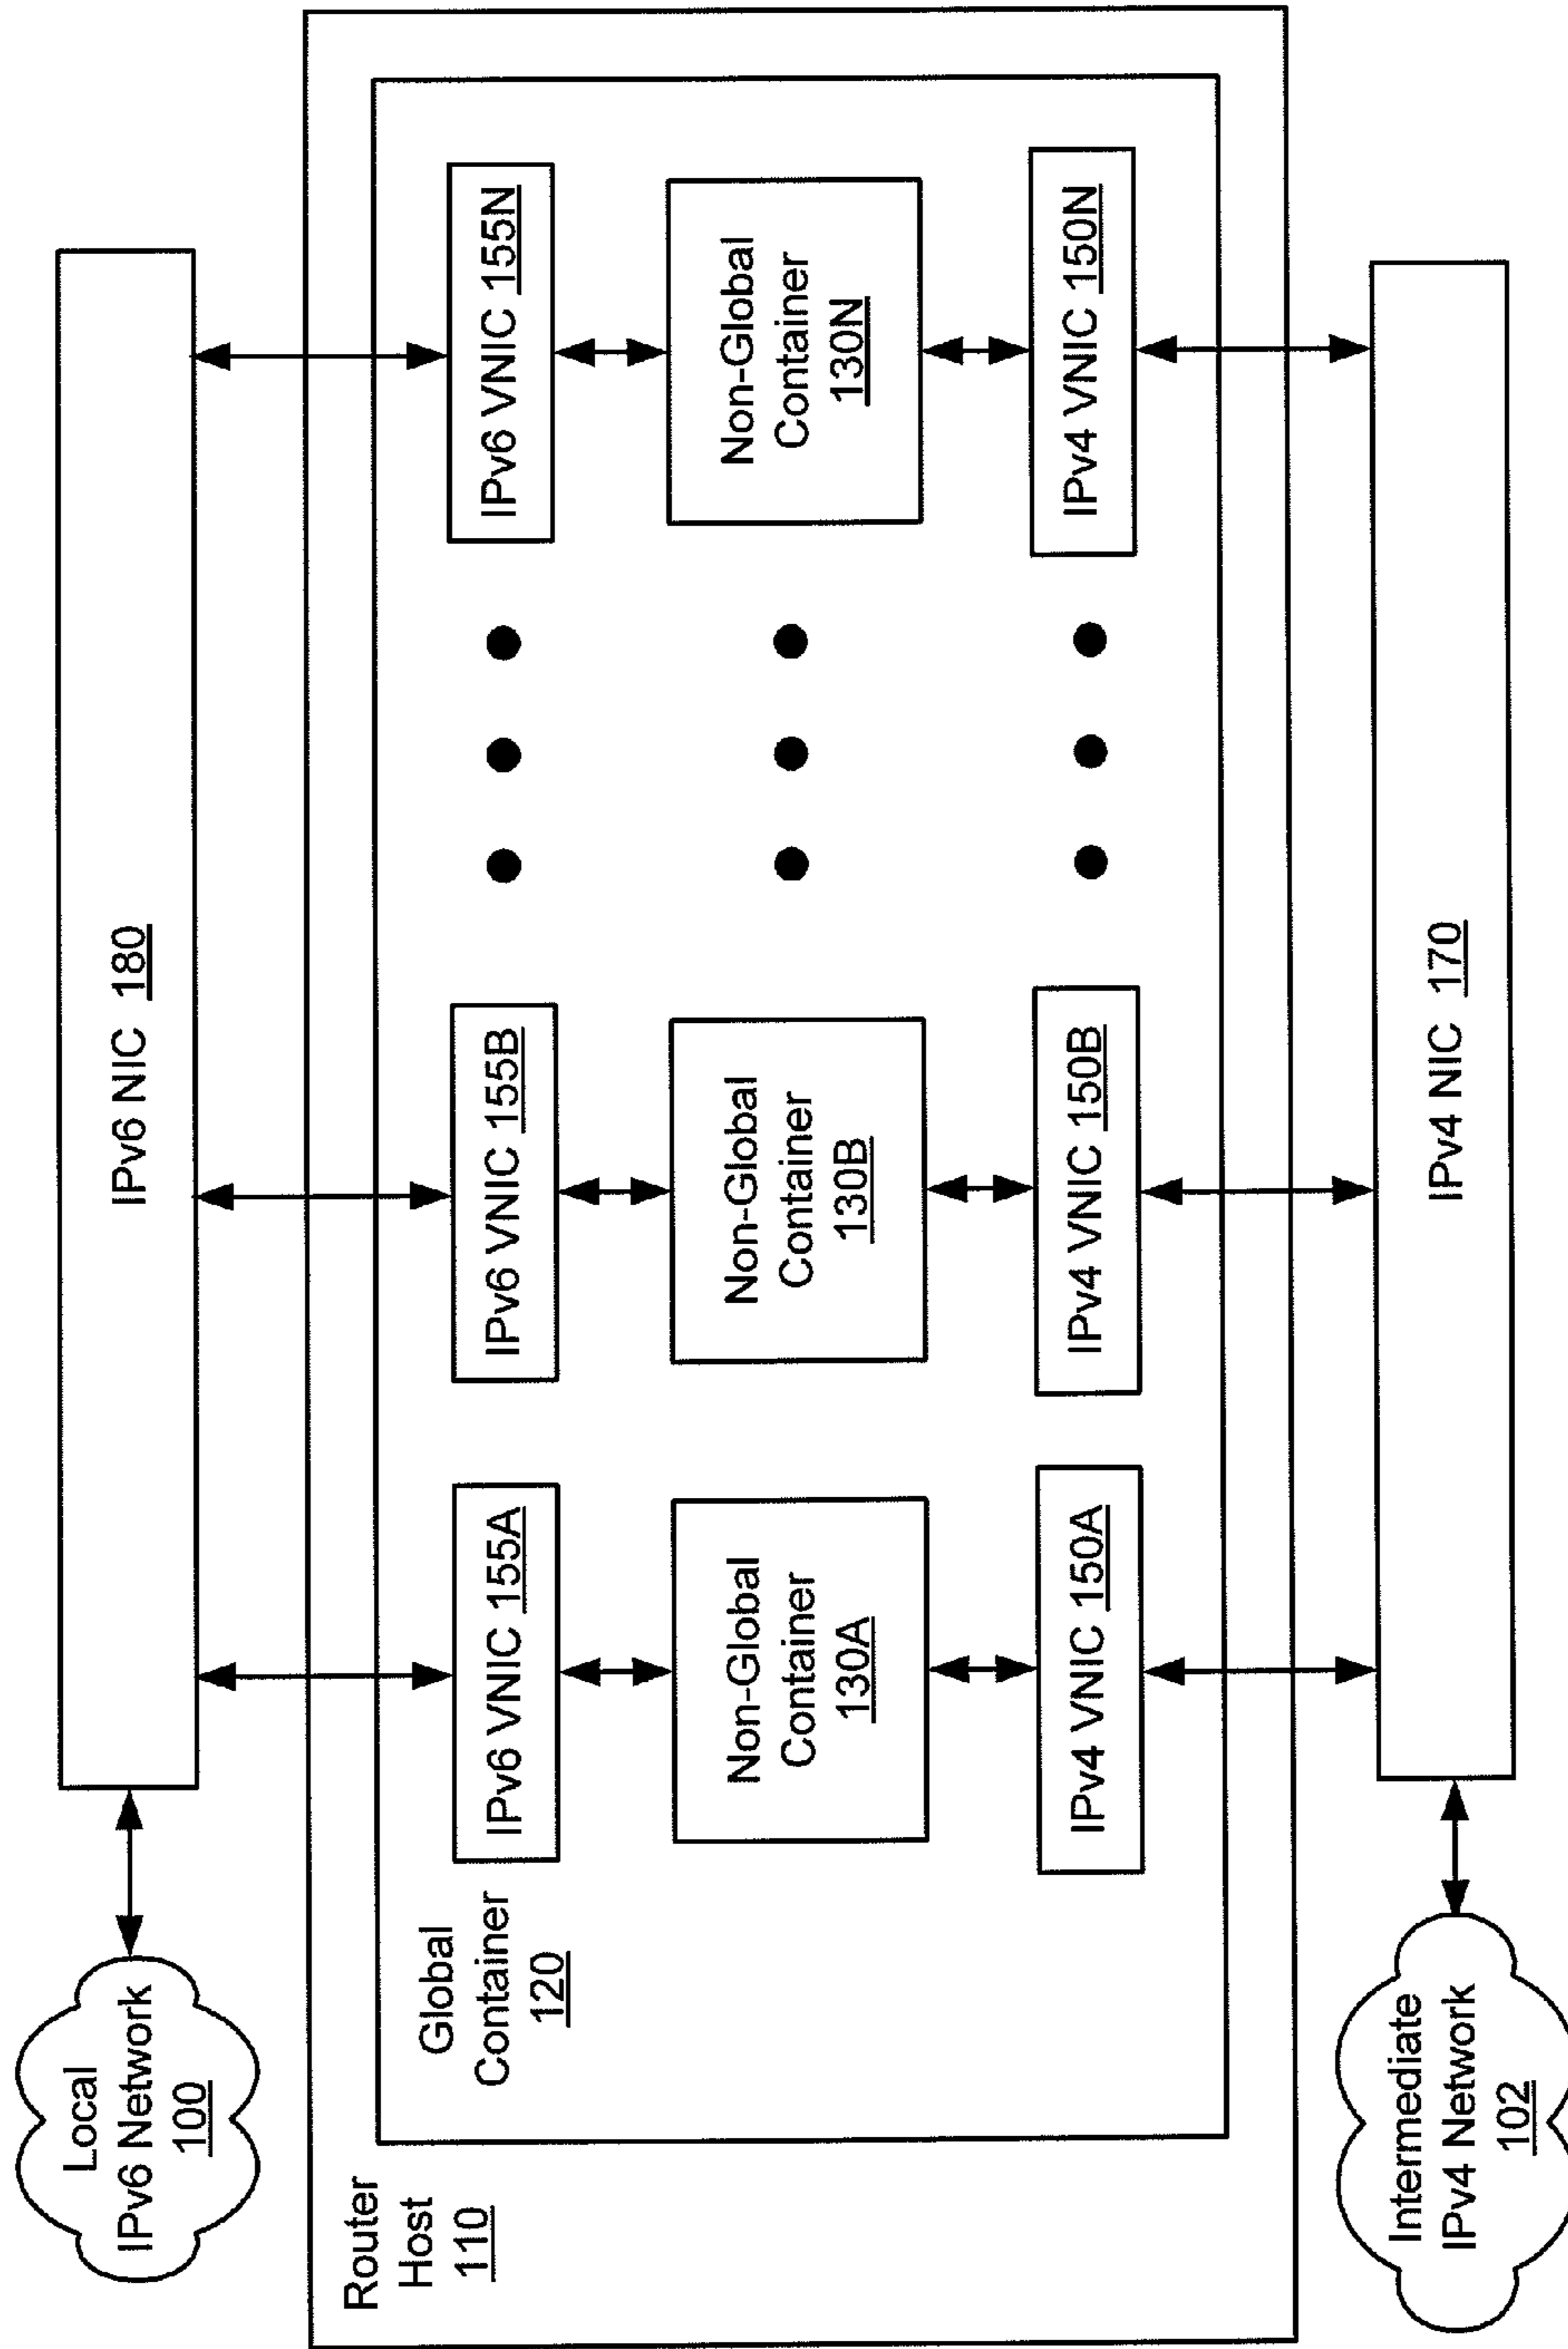 Local
IPv6 Network
100
IPv6 NIC 180
Router
Host
110
Global
Container
120
IPv6 VNIC 155A
IPv6 VNIC 155B
IPv6 VNIC 155N
Non-Global
Container
130A
Non-Global
Container
130B
Non-Global
Container
130N
IPv4 VNIC 150A
IPv4 VNIC 150B
IPv4 VNIC 150N
Intermediate
IPv4 Network
102
IPv4 NIC 170